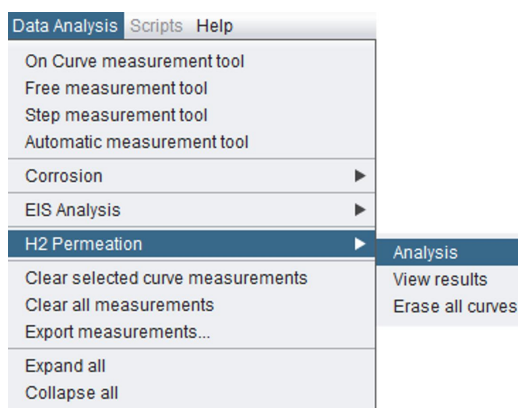 Data Analysis Scripts Help
On Curve measurement tool
Free measurement tool
Step measurement tool
Automatic measurement tool
Corrosion
EIS Analysis
H2 Permeation
Analysis
View results
Erase all curves
Clear selected curve measurements
Clear all measurements
Export measurements...
Expand all
Collapse all